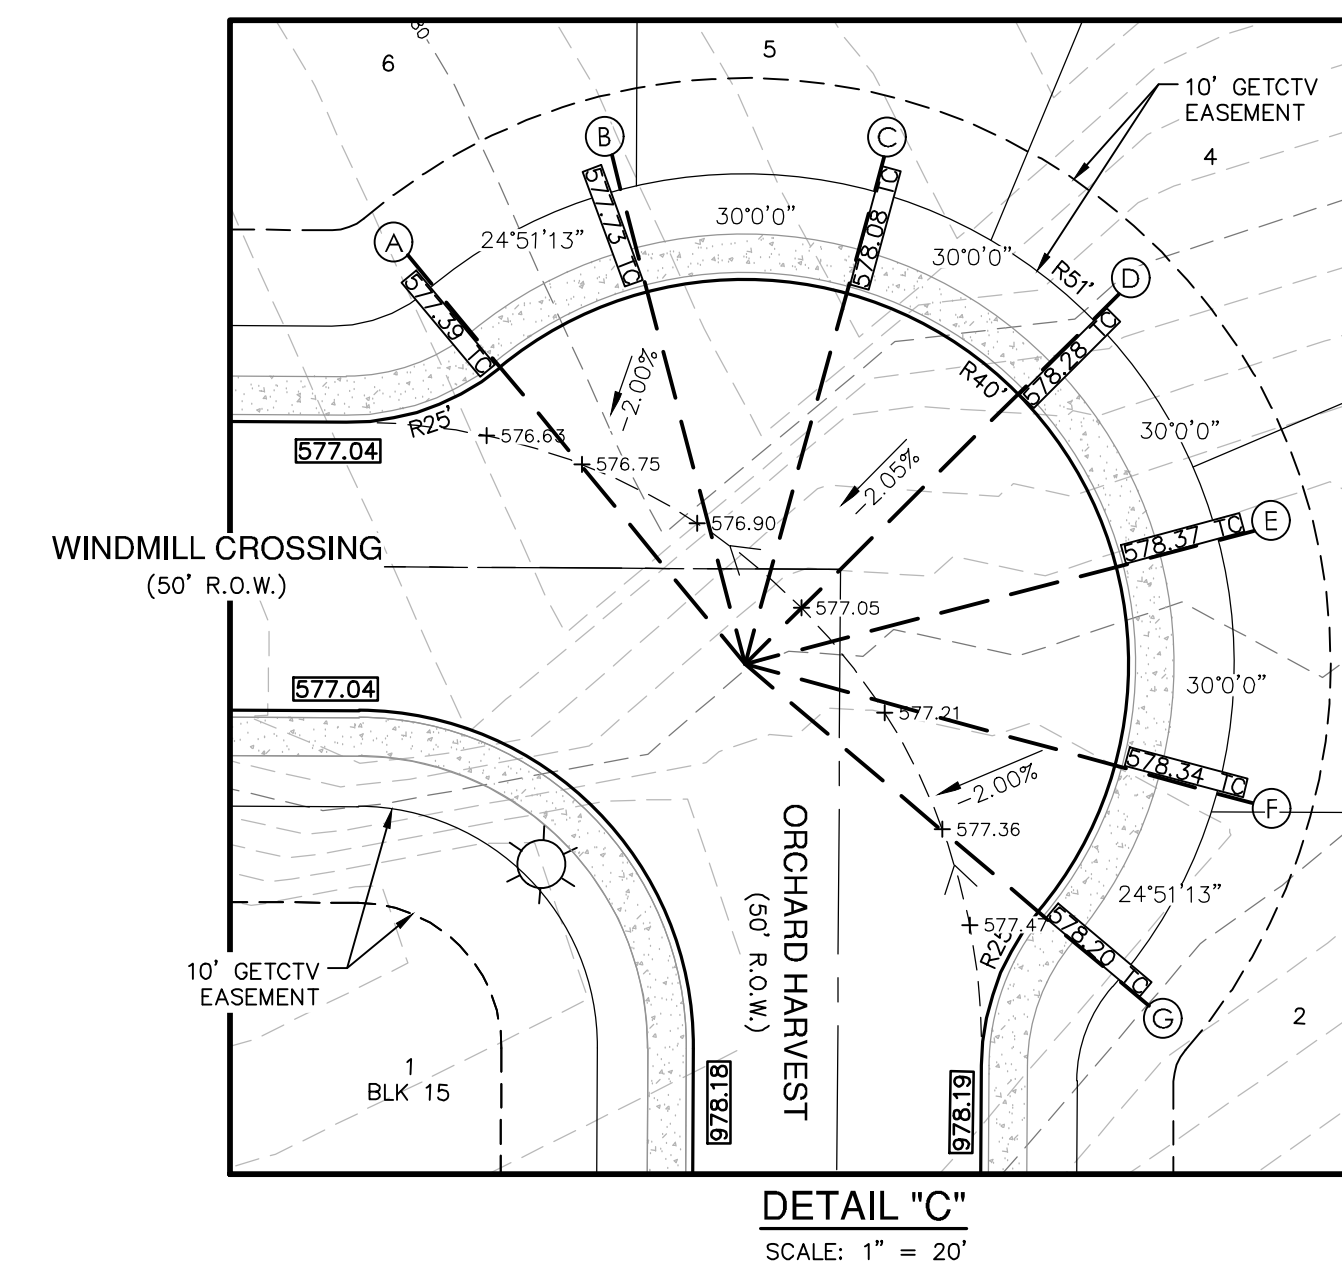 80
6
5
10' GETCTV
EASEMENT
4
B
C
A
D
E
F
G
577.73 TC
578.08 TC
577.39 TC
578.28 TC
578.37 TC
578.34 TC
578.20 TC
24°51'13"
30°0'0"
30°0'0"
R51'
30°0'0"
30°0'0"
24°51'13"
R40'
R25'
-2.00%
-2.05%
-2.00%
577.04
576.63
576.75
576.90
577.05
577.21
577.36
577.47
R25'
WINDMILL CROSSING
(50' R.O.W.)
577.04
ORCHARD HARVEST
(50' R.O.W.)
10' GETCTV
EASEMENT
2
1
BLK 15
678.18
678.19
DETAIL "C"
SCALE: 1" = 20'